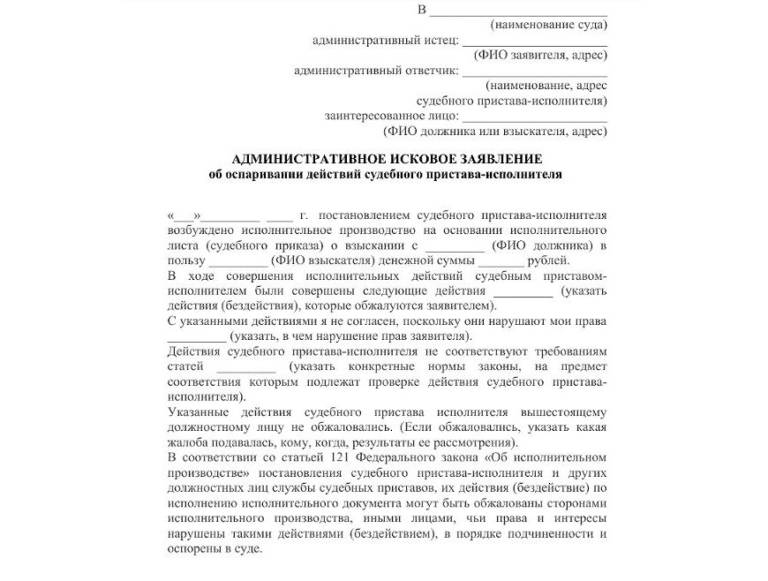 В ___________________________
(наименование суда)
административный истец: ______________________
(ФИО заявителя, адрес)
административный ответчик: ______________________
(наименование, адрес
судебного пристава-исполнителя)
заинтересованное лицо: ______________________
(ФИО должника или взыскателя, адрес)
АДМИНИСТРАТИВНОЕ ИСКОВОЕ ЗАЯВЛЕНИЕ
об оспаривании действий судебного пристава-исполнителя
«___»_________ ____ г. постановлением судебного пристава-исполнителя
возбуждено исполнительное производство на основании исполнительного
листа (судебного приказа) о взыскании с _________ (ФИО должника) в
пользу _________ (ФИО взыскателя) денежной суммы _______ рублей.
В ходе совершения исполнительных действий судебным приставом-
исполнителем были совершены следующие действия _________ (указать
действия (бездействия), которые обжалуются заявителем).
С указанными действиями я не согласен, поскольку они нарушают мои права
_________ (указать, в чем нарушение прав заявителя).
Действия судебного пристава-исполнителя не соответствуют требованиям
статей _________ (указать конкретные нормы законы, на предмет
соответствия которым подлежат проверке действия судебного пристава-
исполнителя).
Указанные действия судебного пристава исполнителя вышестоящему
должностному лицу не обжаловались. (Если обжаловались, указать какая
жалоба подавалась, кому, когда, результаты ее рассмотрения).
В соответствии со статьей 121 Федерального закона «Об исполнительном
производстве» постановления судебного пристава-исполнителя и других
должностных лиц службы судебных приставов, их действия (бездействие) по
исполнению исполнительного документа могут быть обжалованы сторонами
исполнительного производства, иными лицами, чьи права и интересы
нарушены такими действиями (бездействием), в порядке подчиненности и
оспорены в суде.